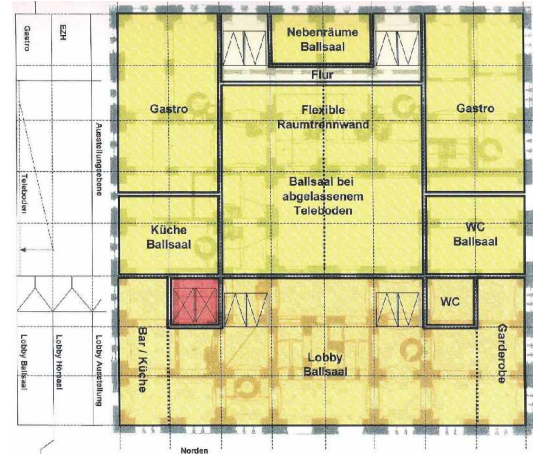 Nebenräume
Ballsaal
Flur
Gastro
Flexible
Raumtrennwand
Gastro
Ballsaal bei
abgelassenem
Teleboden
Küche
Ballsaal
WC
Ballsaal
WC
Bar / Küche
Lobby
Ballsaal
Garderobe
Norden
Gastro
EZH
Ausstellungsebene
Teleboden
Lobby Ballsaal
Lobby Hörsaal
Lobby Ausstellung